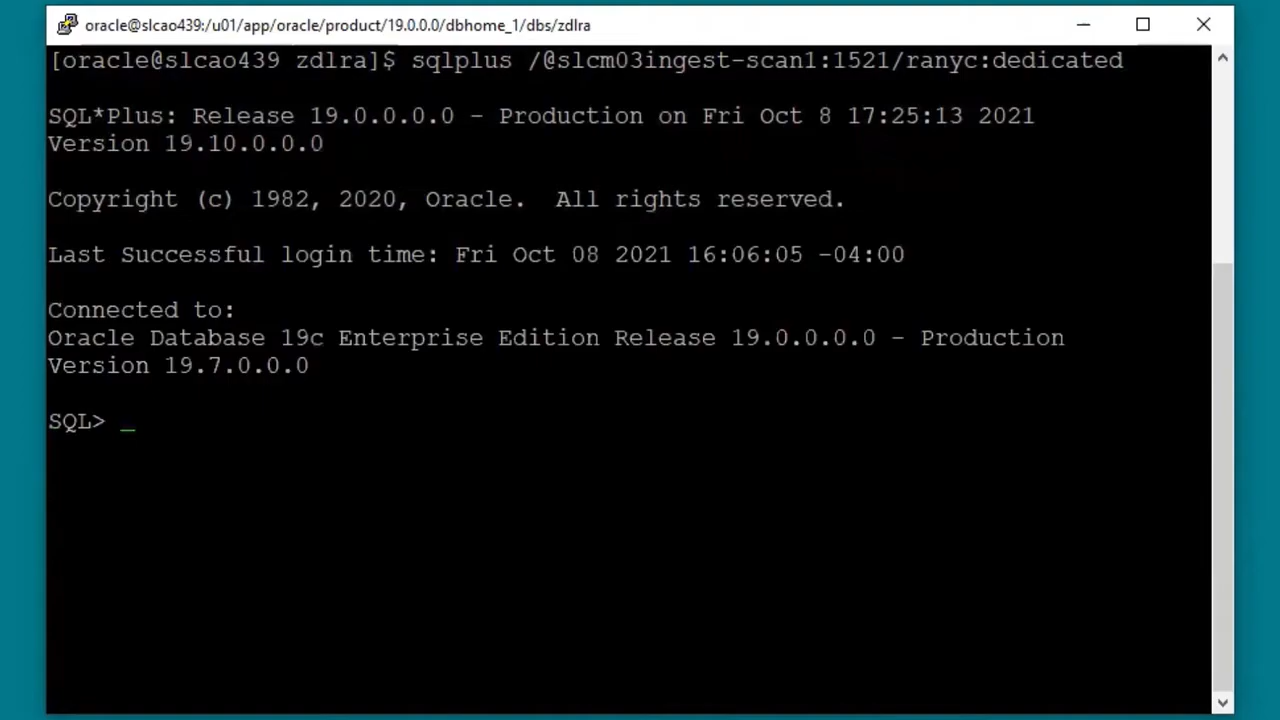 oracle@slcao439:/u01/app/oracle/product/19.0.0.0/dbhome_1/dbs/zdlra
[oracle@slcao439 zdlra]$ sqlplus /@slcm03ingest-scan1:1521/ranyc:dedicated
SQL*Plus: Release 19.0.0.0.0 - Production on Fri Oct 8 17:25:13 2021
Version 19.10.0.0.0
Copyright (c) 1982, 2020, Oracle.  All rights reserved.
Last Successful login time: Fri Oct 08 2021 16:06:05 -04:00
Connected to:
Oracle Database 19c Enterprise Edition Release 19.0.0.0.0 - Production
Version 19.7.0.0.0
SQL> _